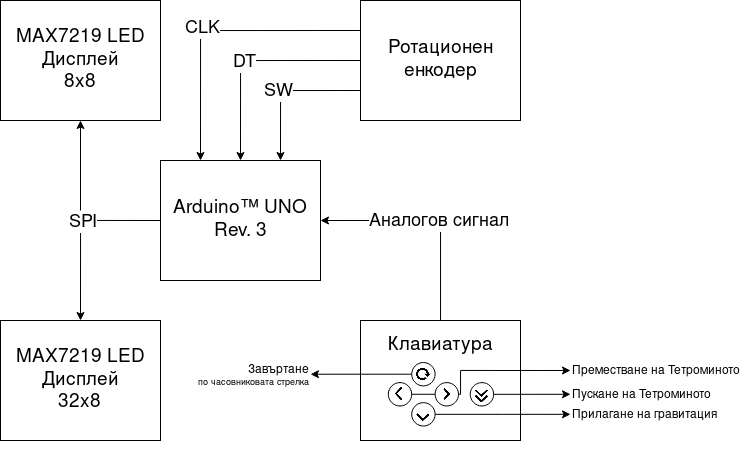 MAX7219 LED
Дисплей
8x8
CLK
DT
SW
Ротационен
енкодер
Arduino™ UNO
Rev. 3
SPI
Аналогов сигнал
MAX7219 LED
Дисплей
32x8
Клавиатура
Завъртане
по часовниковата стрелка
Преместване на Тетроминото
Пускане на Тетроминото
Прилагане на гравитация